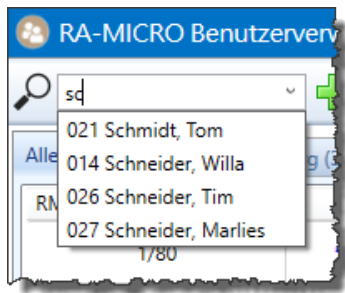 RA-MICRO
sc
021 Schmidt, Tom
Alle
014 Schneider, Willa
g (
026 Schneider, Tim
RM
027 Schneider, Marlies
1/80